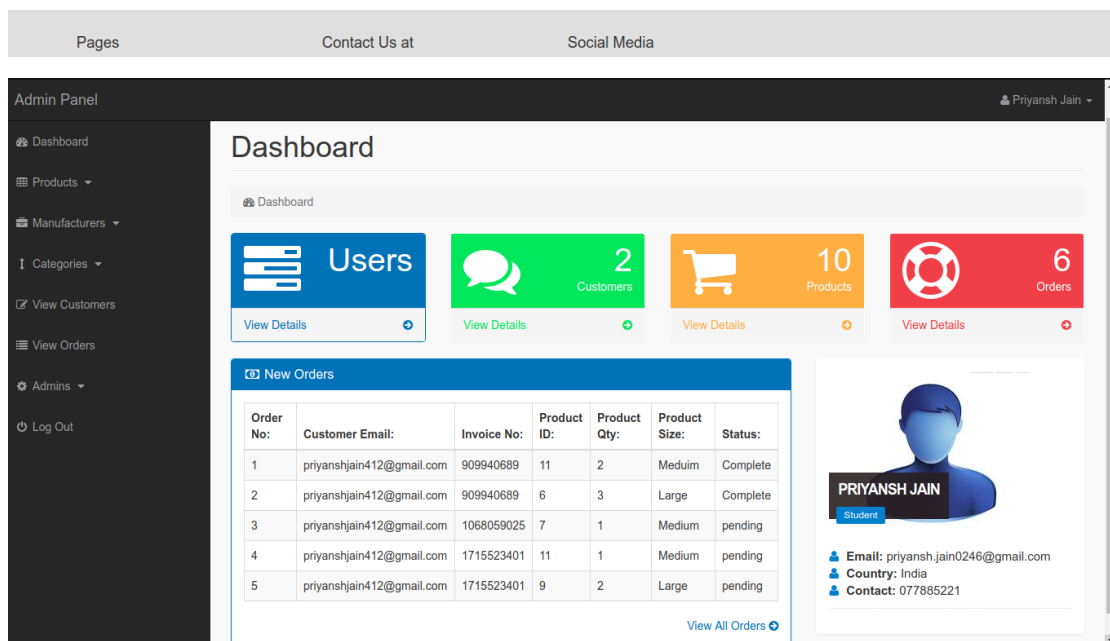 Pages Contact Us at Social Media
Admin Panel Priyansh Jain
Dashboard
Products
Manufacturers
Categories
View Customers
View Orders
Admins
Log Out
Dashboard
Dashboard
Users
View Details
2
Customers
View Details
10
Products
View Details
6
Orders
View Details
New Orders
Order No: Customer Email: Invoice No: Product ID: Product Qty: Product Size: Status:
1 priyanshjain412@gmail.com 909940689 11 2 Meduim Complete
2 priyanshjain412@gmail.com 909940689 6 3 Large Complete
3 priyanshjain412@gmail.com 1068059025 7 1 Medium pending
4 priyanshjain412@gmail.com 1715523401 11 1 Medium pending
5 priyanshjain412@gmail.com 1715523401 9 2 Large pending
View All Orders
PRIYANSH JAIN
Student
Email: priyansh.jain0246@gmail.com
Country: India
Contact: 077885221